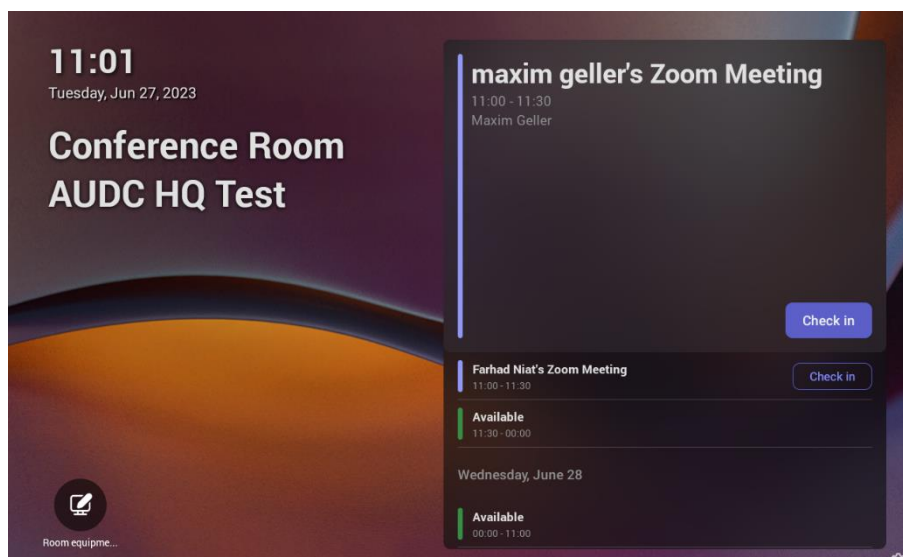 11:01
Tuesday, Jun 27, 2023
Conference Room
AUDC HQ Test
maxim geller's Zoom Meeting
11:00 - 11:30
Maxim Geller
Check in
Farhad Niat's Zoom Meeting
11:00 - 11:30
Check in
Available
11:30 - 00:00
Wednesday, June 28
Available
00:00 - 11:00
Room equipme...